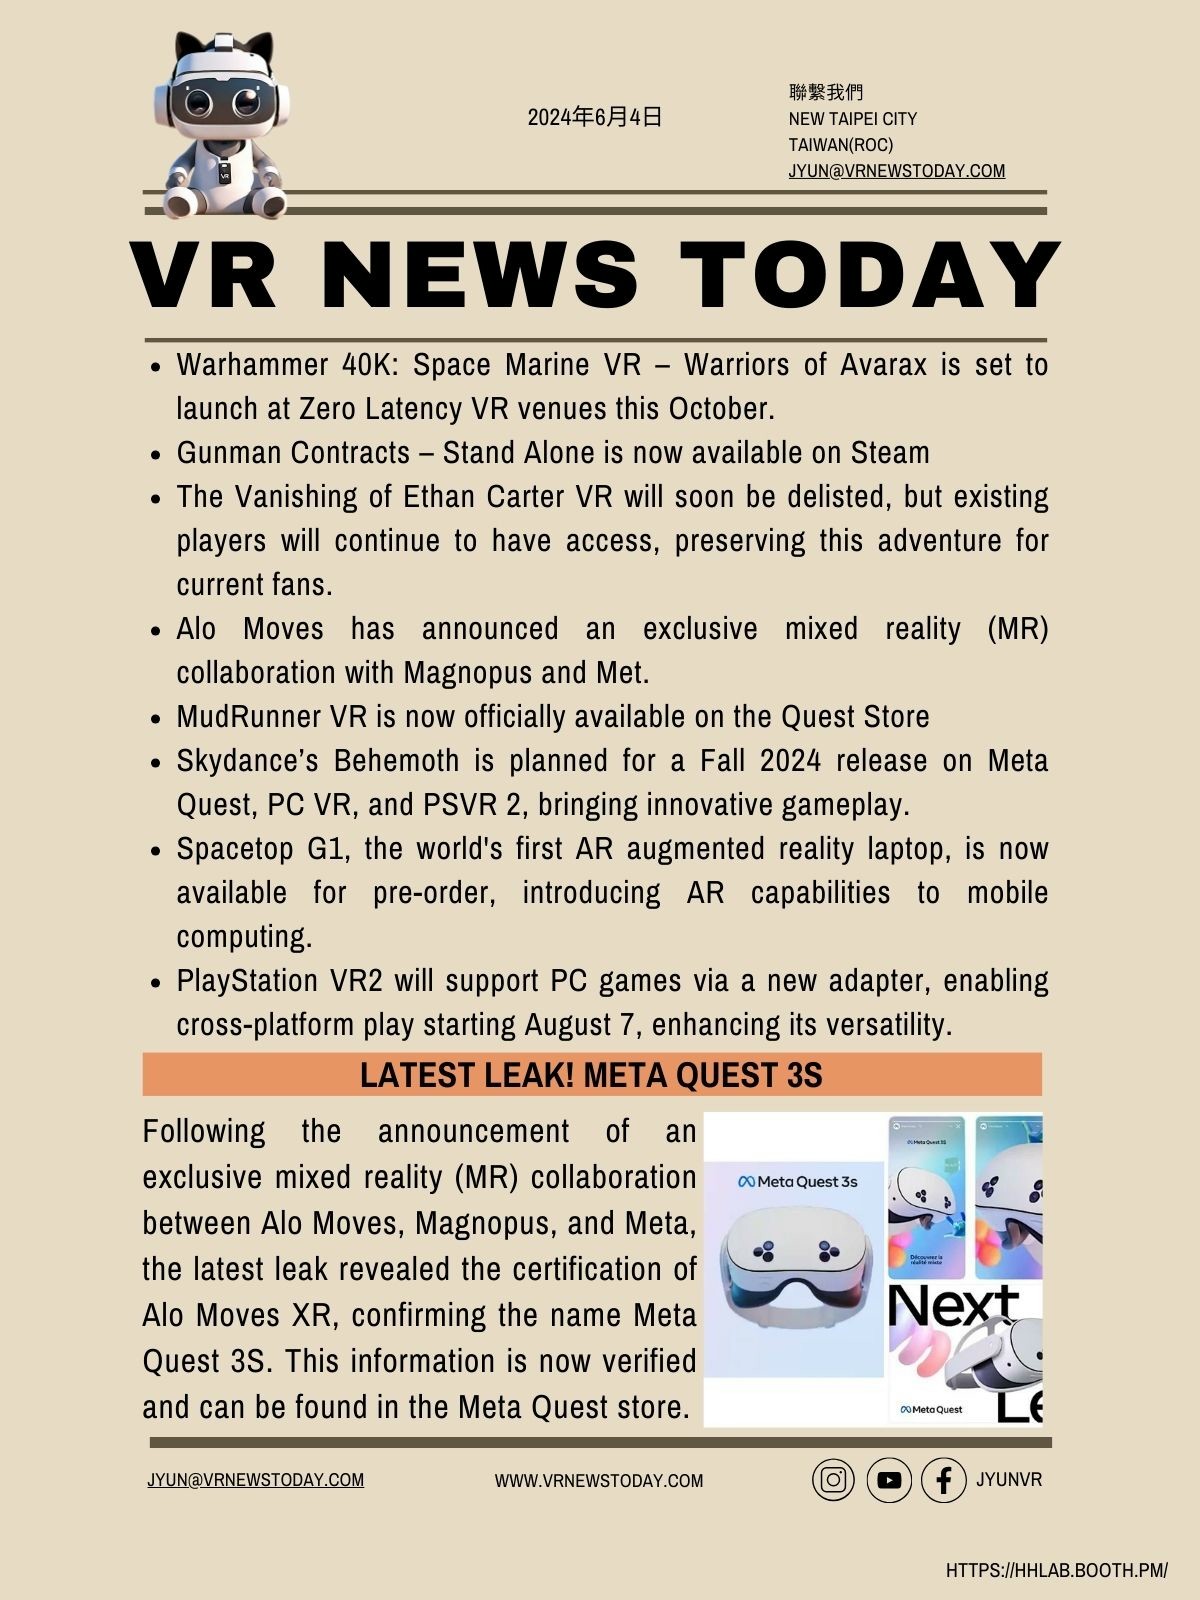 2024年6月4日
聯繫我們
NEW TAIPEI CITY
TAIWAN(ROC)
JYUN@VRNEWSTODAY.COM
VR
VR NEWS TODAY
• Warhammer 40K: Space Marine VR – Warriors of Avarax is set to
launch at Zero Latency VR venues this October.
• Gunman Contracts – Stand Alone is now available on Steam
• The Vanishing of Ethan Carter VR will soon be delisted, but existing
players will continue to have access, preserving this adventure for
current fans.
• Alo Moves has announced an exclusive mixed reality (MR)
collaboration with Magnopus and Met.
• MudRunner VR is now officially available on the Quest Store
• Skydance’s Behemoth is planned for a Fall 2024 release on Meta
Quest, PC VR, and PSVR 2, bringing innovative gameplay.
• Spacetop G1, the world's first AR augmented reality laptop, is now
available for pre-order, introducing AR capabilities to mobile
computing.
• PlayStation VR2 will support PC games via a new adapter, enabling
cross-platform play starting August 7, enhancing its versatility.
LATEST LEAK! META QUEST 3S
Following the announcement of an
exclusive mixed reality (MR) collaboration
between Alo Moves, Magnopus, and Meta,
the latest leak revealed the certification of
Alo Moves XR, confirming the name Meta
Quest 3S. This information is now verified
and can be found in the Meta Quest store.
Meta Quest 3s
Meta Quest 3S
Découvrez la
réalité mixte
Next
Meta Quest
Le
JYUN@VRNEWSTODAY.COM
WWW.VRNEWSTODAY.COM
JYUNVR
HTTPS://HHLAB.BOOTH.PM/